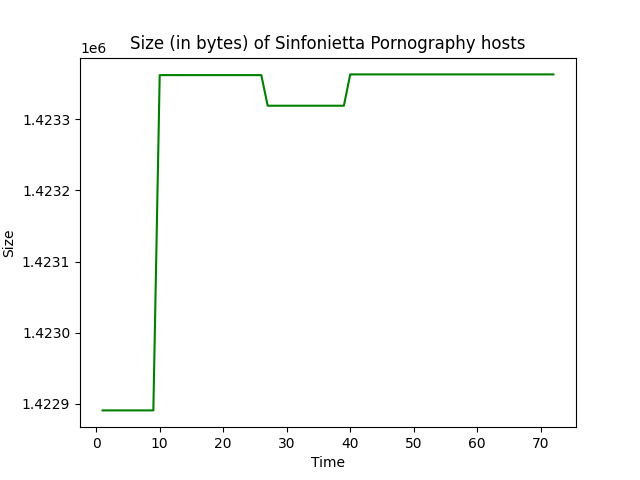 Size (in bytes) of Sinfonietta Pornography hosts
1e6
1.4233
1.4232
1.4231
1.4230
1.4229
Size
0 10 20 30 40 50 60 70
Time